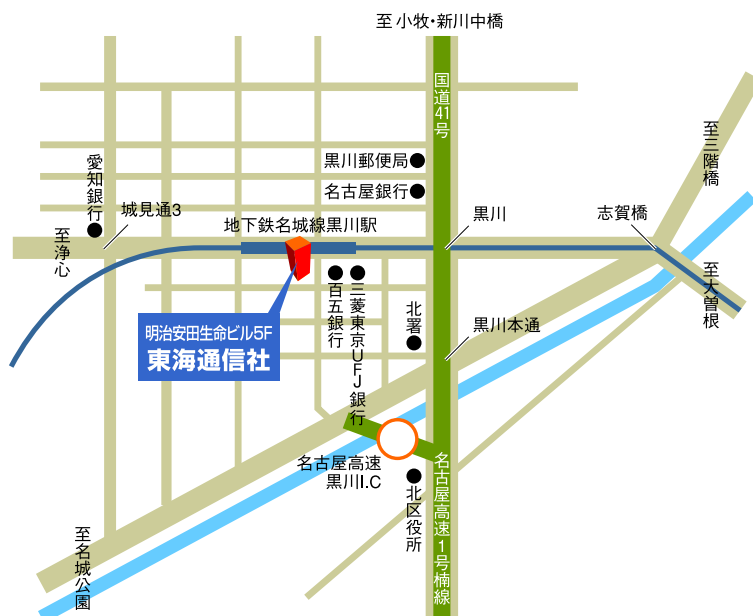 至 小牧・新川中橋
国道41号
至三階橋
黒川郵便局
名古屋銀行
愛知銀行
城見通3
地下鉄名城線黒川駅
黒川
志賀橋
至浄心
至大曽根
百五銀行
三菱東京UFJ銀行
北署
明治安田生命ビル5F
東海通信社
黒川本通
名古屋高速
黒川I.C
北区役所
名古屋高速1号楠線
至名城公園